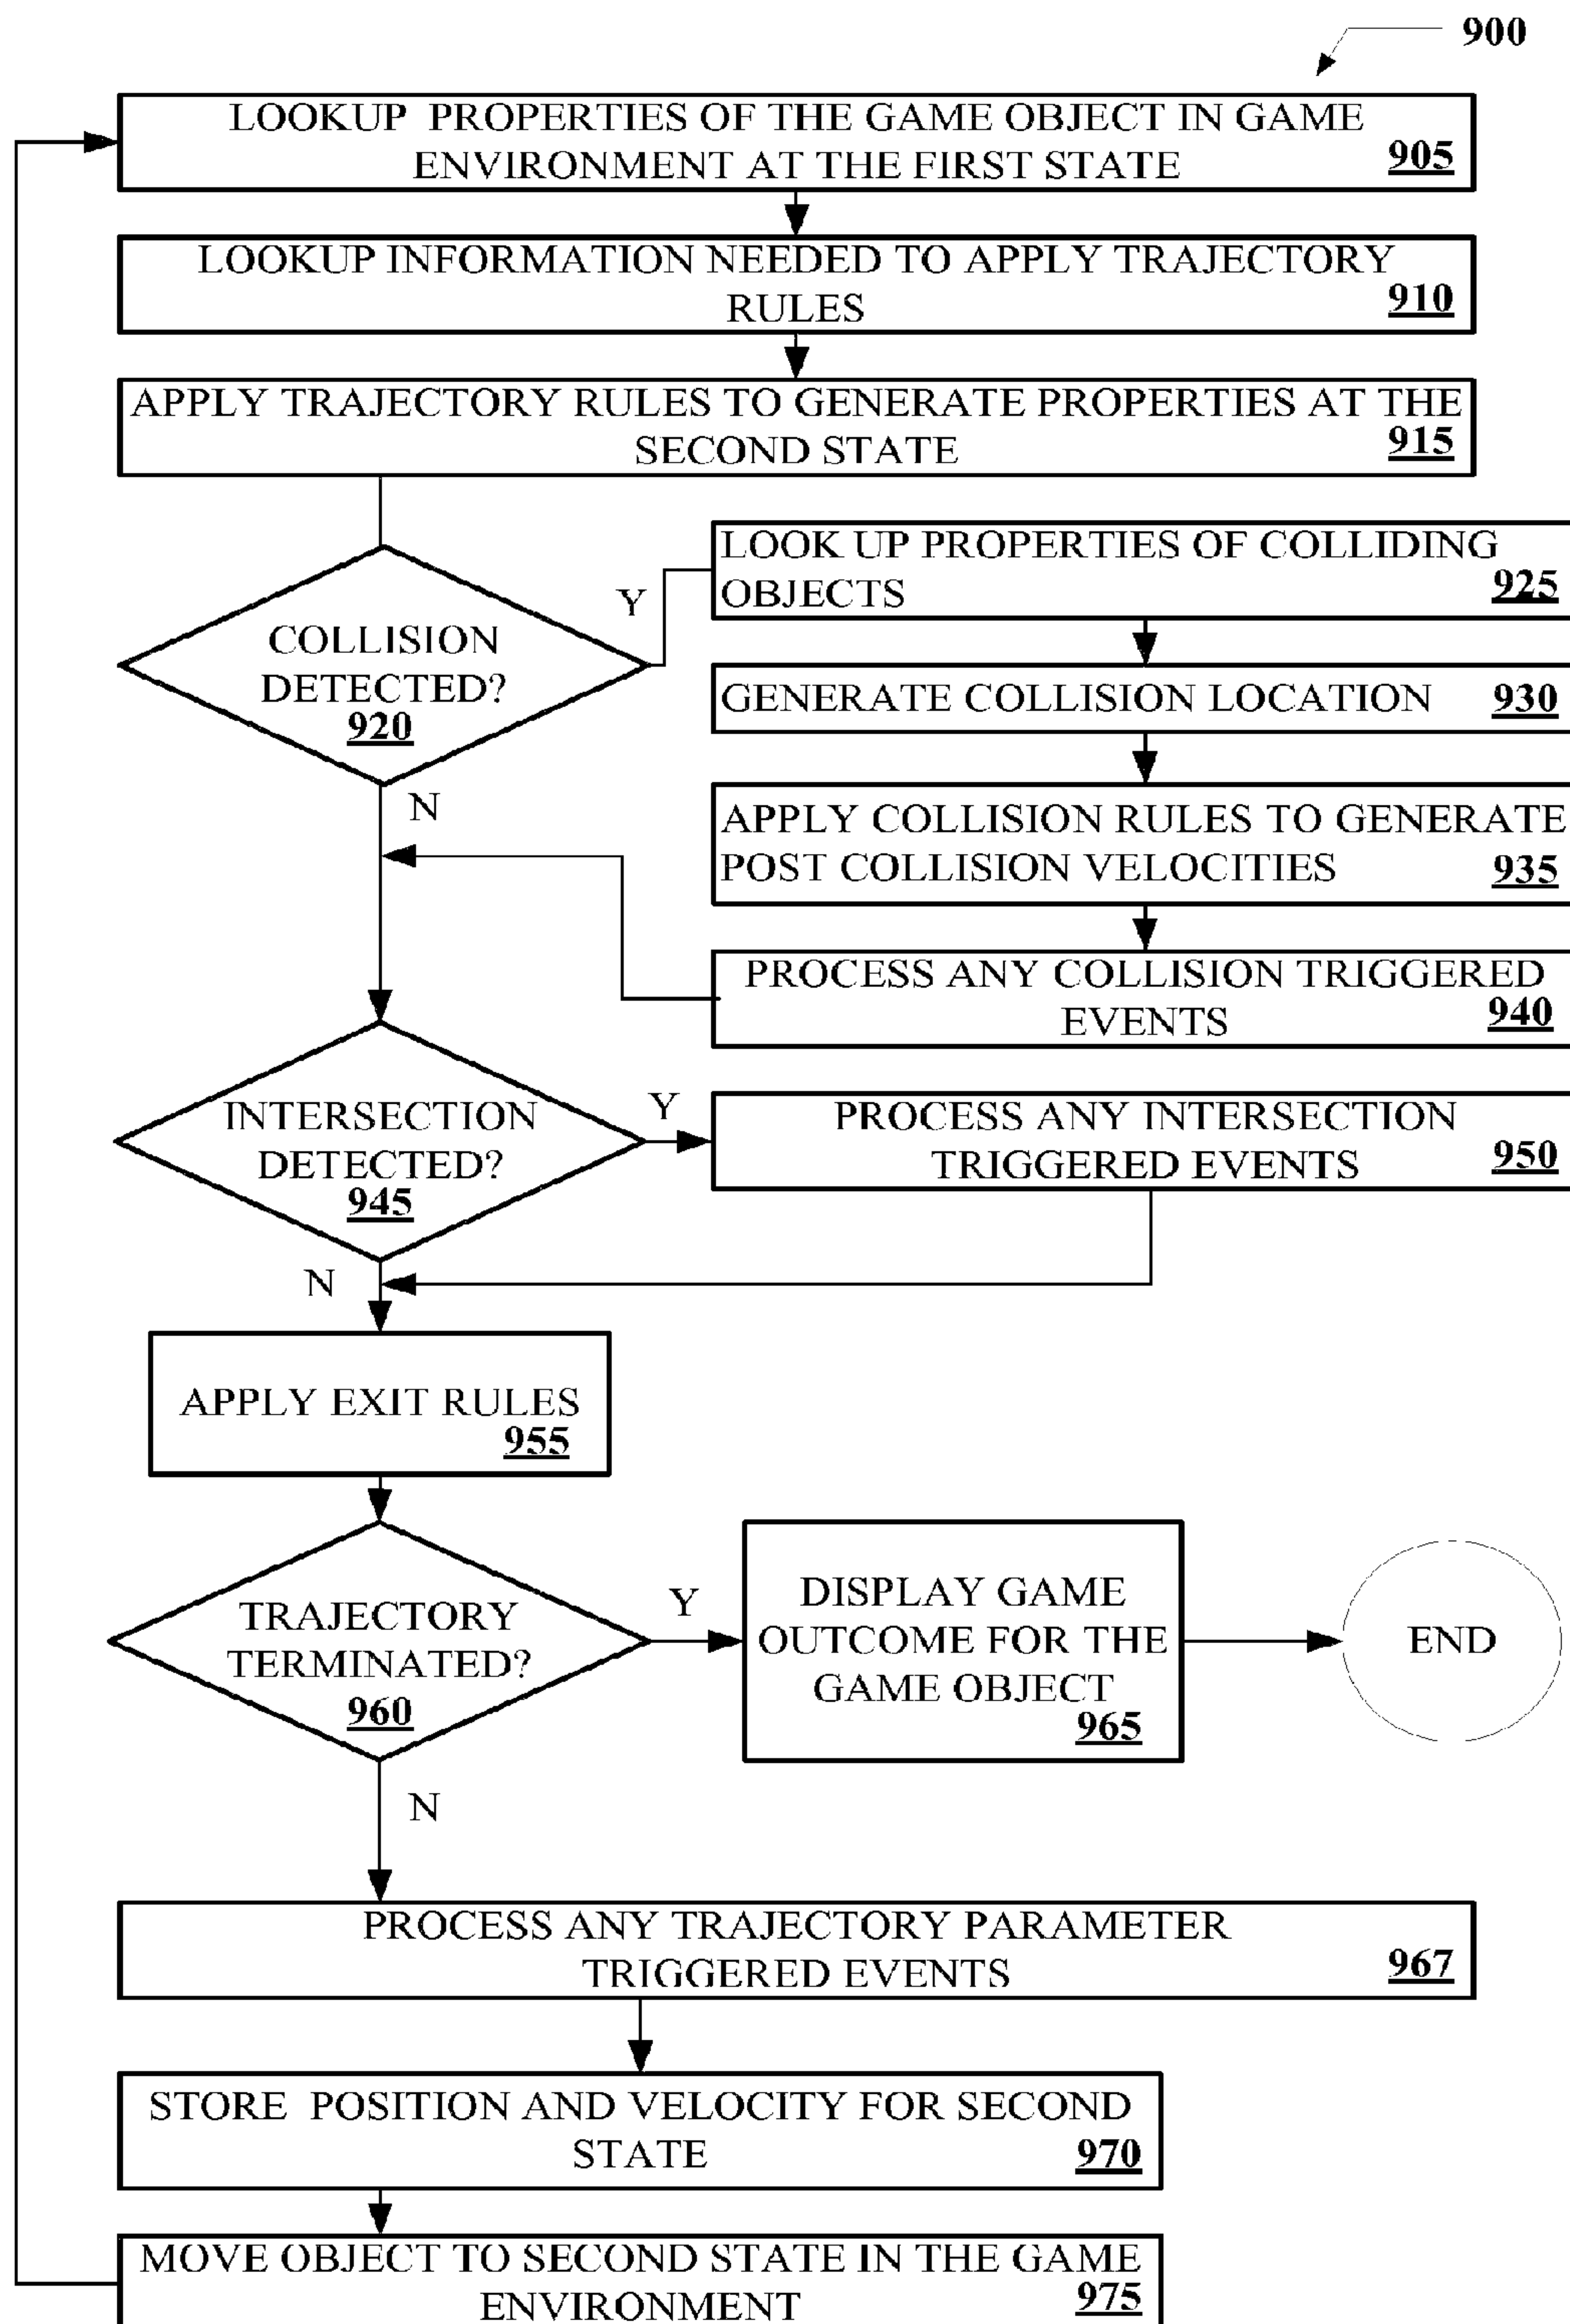 900
LOOKUP PROPERTIES OF THE GAME OBJECT IN GAME
ENVIRONMENT AT THE FIRST STATE
905
LOOKUP INFORMATION NEEDED TO APPLY TRAJECTORY
RULES
910
APPLY TRAJECTORY RULES TO GENERATE PROPERTIES AT THE
SECOND STATE
915
COLLISION
DETECTED?
920
Y
N
LOOK UP PROPERTIES OF COLLIDING
OBJECTS
925
GENERATE COLLISION LOCATION 930
APPLY COLLISION RULES TO GENERATE
POST COLLISION VELOCITIES 935
PROCESS ANY COLLISION TRIGGERED
EVENTS
940
INTERSECTION
DETECTED?
945
Y
N
PROCESS ANY INTERSECTION
TRIGGERED EVENTS 950
APPLY EXIT RULES
955
TRAJECTORY
TERMINATED?
960
Y
N
DISPLAY GAME
OUTCOME FOR THE
GAME OBJECT
965
END
PROCESS ANY TRAJECTORY PARAMETER
TRIGGERED EVENTS 967
STORE POSITION AND VELOCITY FOR SECOND
STATE 970
MOVE OBJECT TO SECOND STATE IN THE GAME
ENVIRONMENT 975